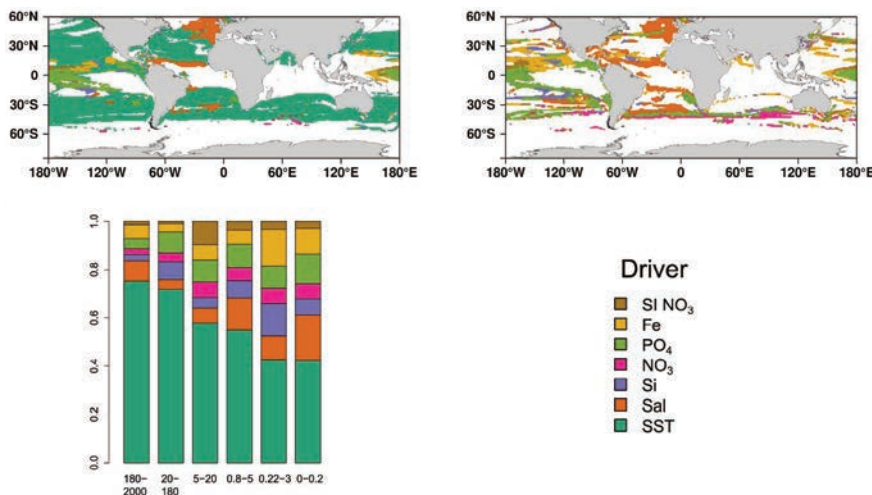 60°N
30°N
0
30°S
60°S
180°W 120°W 60°W 0 60°E 120°E 180°E
60°N
30°N
0
30°S
60°S
180°W 120°W 60°W 0 60°E 120°E 180°E
1.0
0.8
0.6
0.4
0.2
0.0
180–2000 20–180 5–20 0.8–5 0.22–3 0–0.2
Driver
SI NO₃
Fe
PO₄
NO₃
Si
Sal
SST